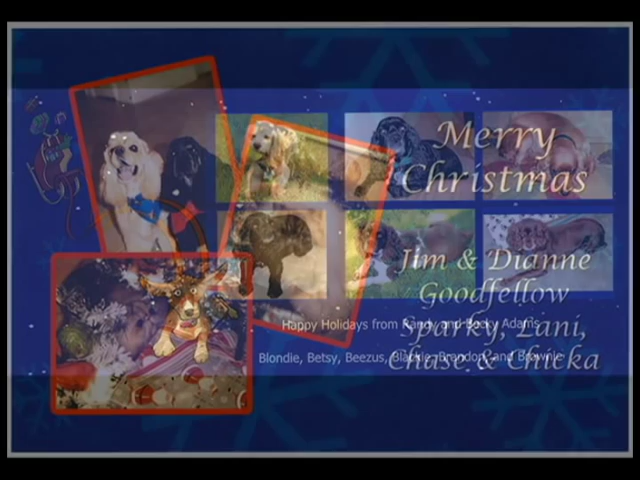 Merry
Christmas
Jim & Dianne
Goodfellow
Happy Holidays from Randy and Becky Adams
Sparky, Lani,
Blondie, Betsy, Beezus, Blackie, Brandon, and Brownie
Chase & Chicka